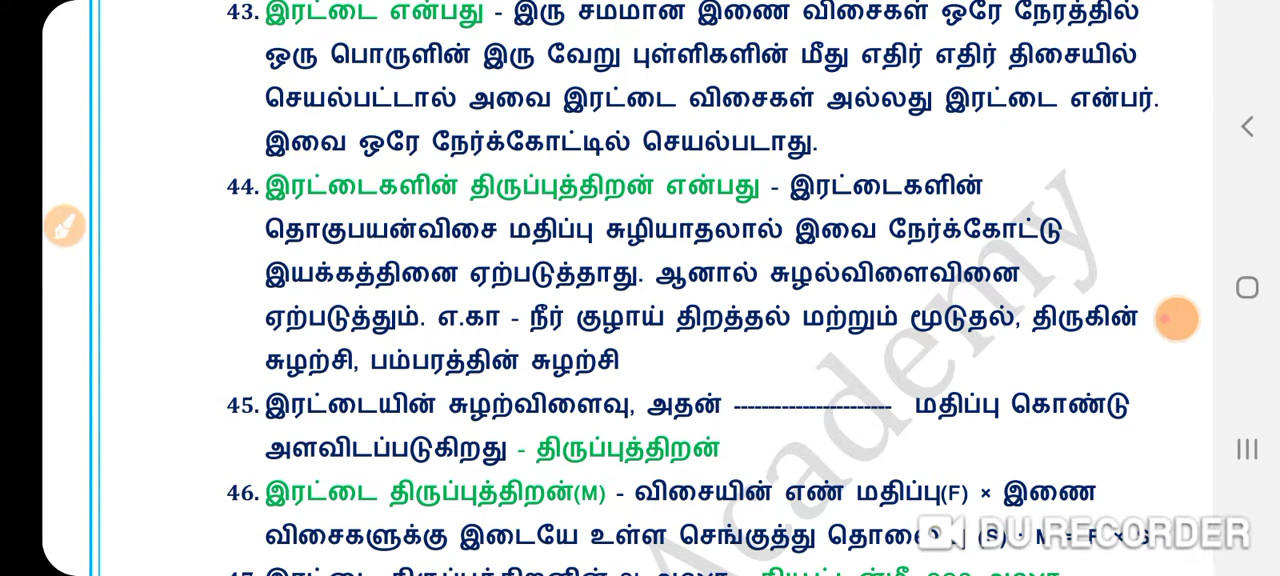 43. இரட்டை என்பது - இரு சமமான இணை விசைகள் ஒரே நேரத்தில்
ஒரு பொருளின் இரு வேறு புள்ளிகளின் மீது எதிர் எதிர் திசையில்
செயல்பட்டால் அவை இரட்டை விசைகள் அல்லது இரட்டை என்பர்.
இவை ஒரே நேர்க்கோட்டில் செயல்படாது.
44. இரட்டைகளின் திருப்புத்திறன் என்பது - இரட்டைகளின்
தொகுபயன்விசை மதிப்பு சுழியாதலால் இவை நேர்க்கோட்டு
இயக்கத்தினை ஏற்படுத்தாது. ஆனால் சுழல்விளைவினை
ஏற்படுத்தும். எ.கா - நீர் குழாய் திறத்தல் மற்றும் மூடுதல், திருகின்
சுழற்சி, பம்பரத்தின் சுழற்சி
45. இரட்டையின் சுழற்விளைவு, அதன் ----------------------- மதிப்பு கொண்டு
அளவிடப்படுகிறது - திருப்புத்திறன்
46. இரட்டை திருப்புத்திறன்(M) - விசையின் எண் மதிப்பு(F) × இணை
விசைகளுக்கு இடையே உள்ள செங்குத்து (S)
47. இரட்டை
Academy
DU RECORDER